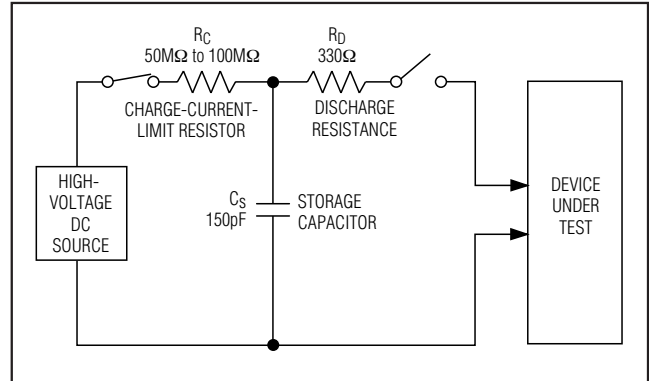 R_C
50MΩ to 100MΩ
CHARGE-CURRENT-
LIMIT RESISTOR
R_D
330Ω
DISCHARGE
RESISTANCE
HIGH-
VOLTAGE
DC
SOURCE
C_S
150pF
STORAGE
CAPACITOR
DEVICE
UNDER
TEST